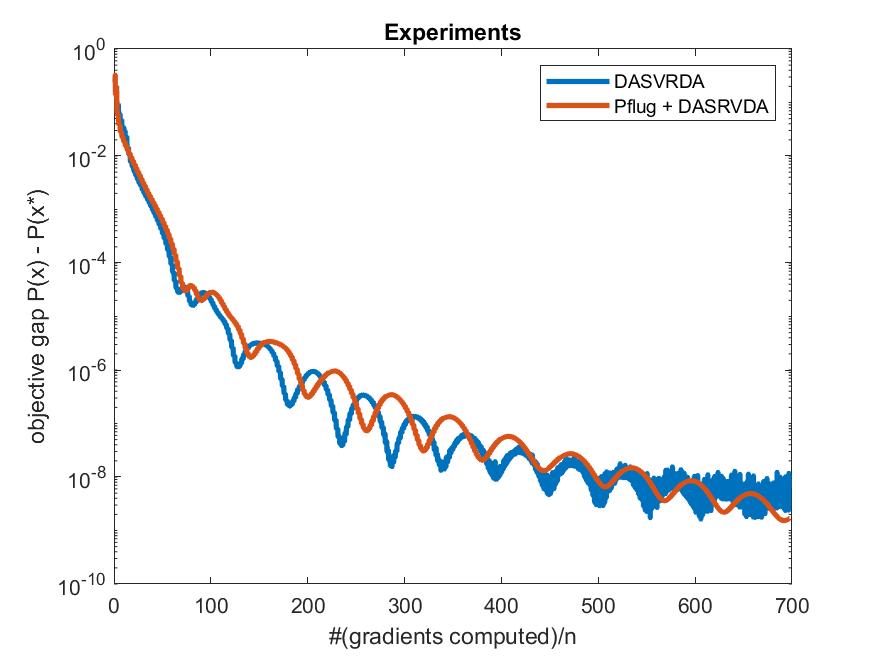 Experiments
DASVRDA
Pflug + DASRVDA
objective gap P(x) - P(x*)
10^0
10^-2
10^-4
10^-6
10^-8
10^-10
0 100 200 300 400 500 600 700
#(gradients computed)/n